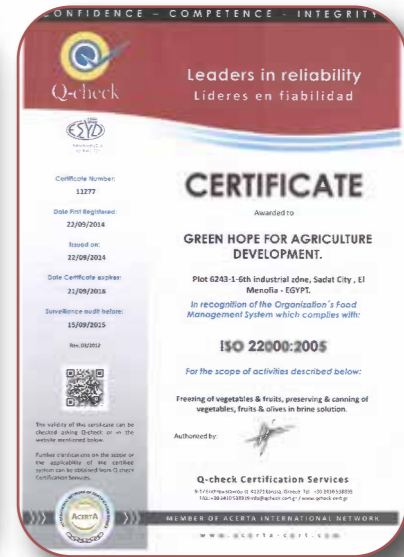 CONFIDENCE – COMPETENCE - INTEGRITY
Q-check
Leaders in reliability
Líderes en fiabilidad
ESYD
Certificate Number:
11277
Date First Registered:
22/09/2014
Issued on:
22/09/2014
Date Certificate expires:
21/09/2016
Surveillance audit before:
15/09/2015
Rev. 03/2012
The validity of this certificate can be
checked asking Q-check or in the
website mentioned below.
Further clarifications on the scope or
the applicability of the certified
system can be obtained from Q-check
Certification Services.
ACERTA
CERTIFICATE
Awarded to
GREEN HOPE FOR AGRICULTURE
DEVELOPMENT.
Plot 6243-1-6th industrial zone, Sadat City , El
Menofia - EGYPT.
In recognition of the Organization´s Food
Management System which complies with:
ISO 22000:2005
For the scope of activities described below:
Freezing of vegetables & fruits, preserving & canning of
vegetables, fruits & olives in brine solution.
Authorized by:
Q-check Certification Services
MEMBER OF ACERTA INTERNATIONAL NETWORK
www.acerta-cert.com